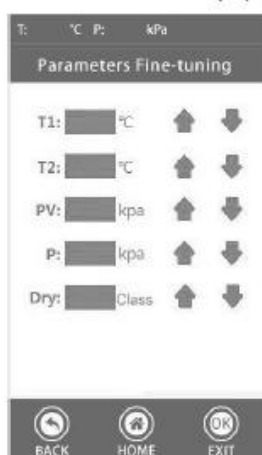 T: °C P: kPa
Parameters Fine-tuning
T1: °C
T2: °C
PV: kpa
P: kpa
Dry: Class
OK
BACK HOME EXIT